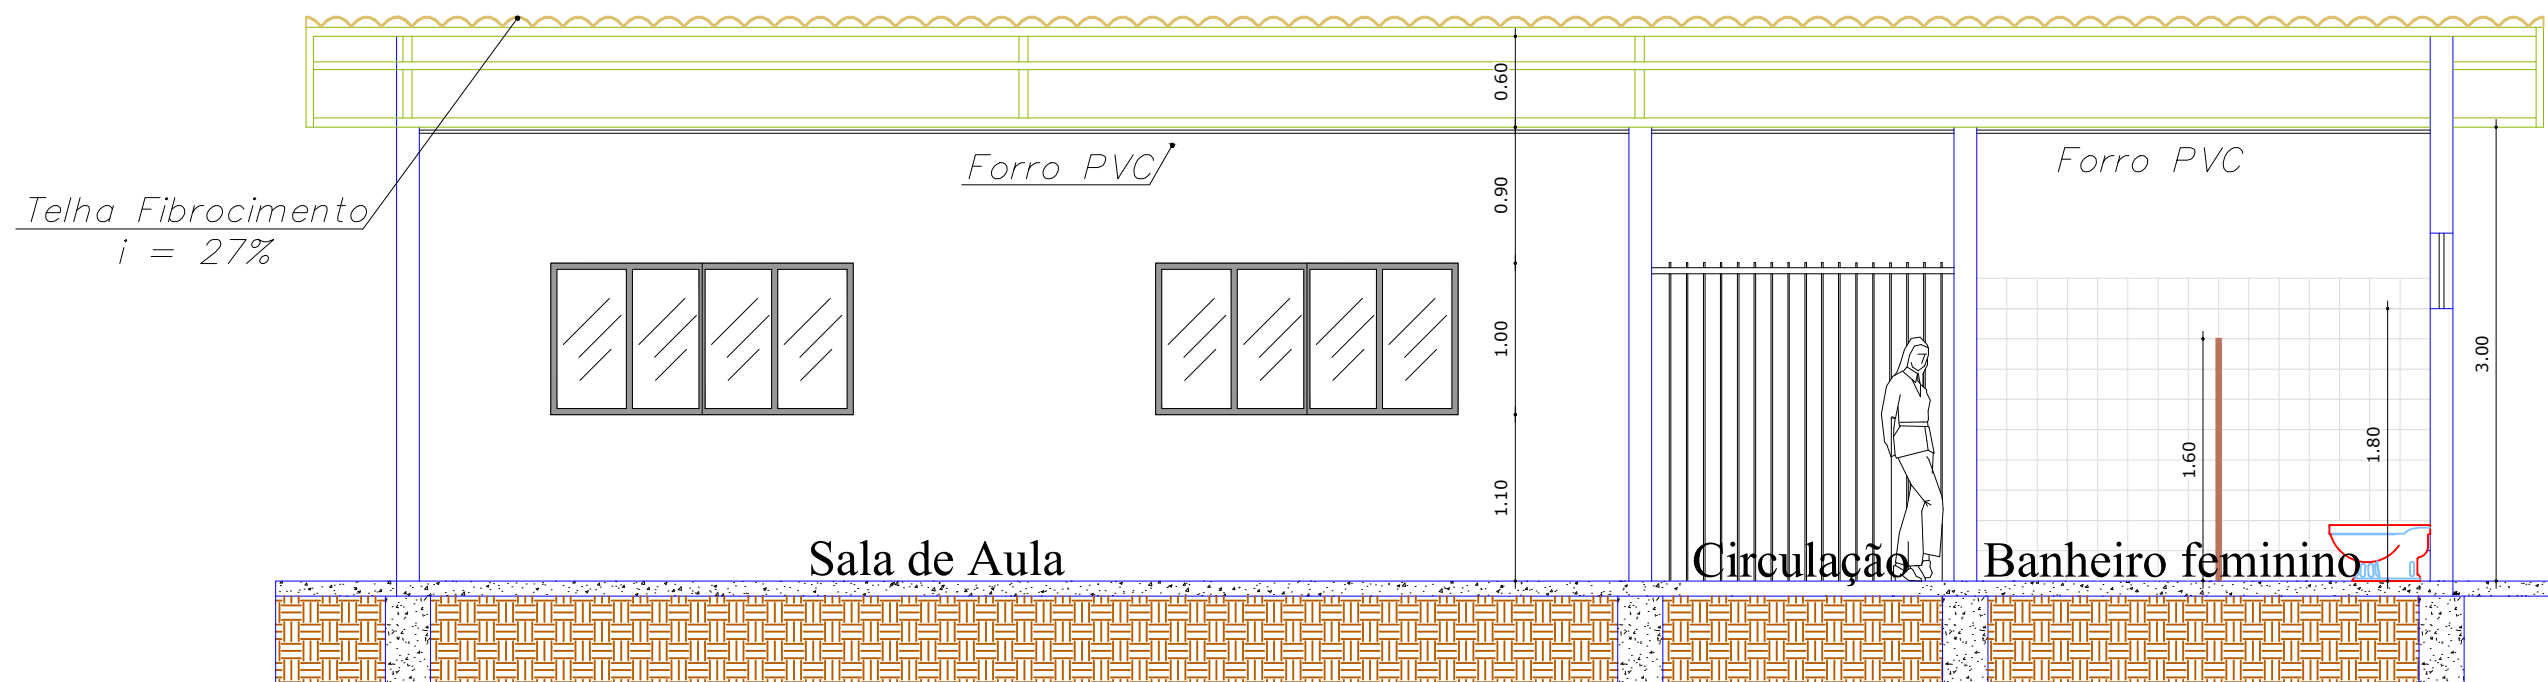 0.60
Forro PVC
Forro PVC
0.90
Telha Fibrocimento
i = 27%
1.00
3.00
1.80
1.60
1.10
Sala de Aula
Circulação
Banheiro feminino